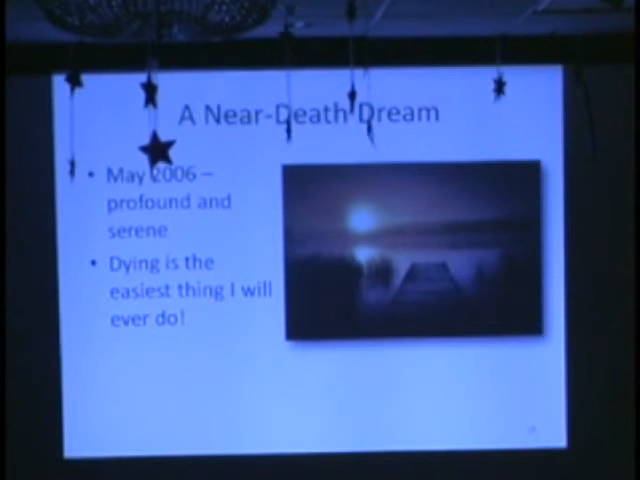 A Near-Death Dream
• May 2006 –
profound and
serene
• Dying is the
easiest thing I will
ever do!